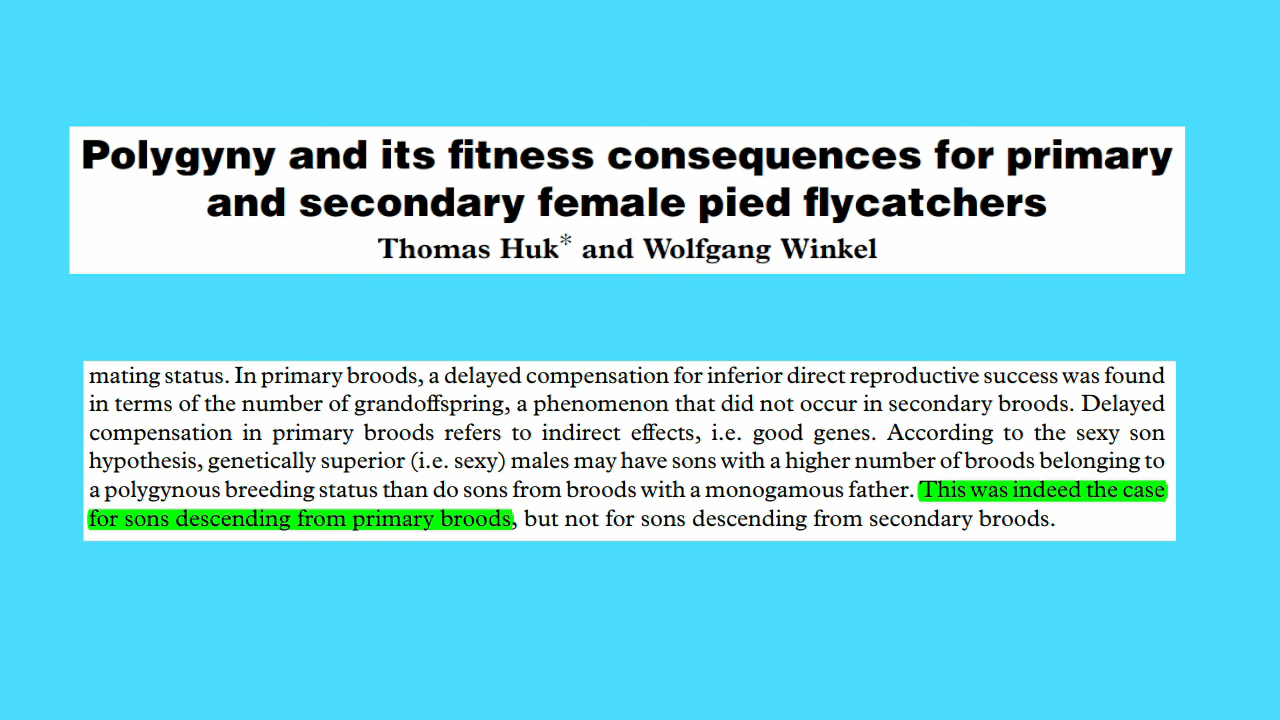 Polygyny and its fitness consequences for primary
and secondary female pied flycatchers
Thomas Huk* and Wolfgang Winkel
mating status. In primary broods, a delayed compensation for inferior direct reproductive success was found
in terms of the number of grandoffspring, a phenomenon that did not occur in secondary broods. Delayed
compensation in primary broods refers to indirect effects, i.e. good genes. According to the sexy son
hypothesis, genetically superior (i.e. sexy) males may have sons with a higher number of broods belonging to
a polygynous breeding status than do sons from broods with a monogamous father. This was indeed the case
for sons descending from primary broods, but not for sons descending from secondary broods.